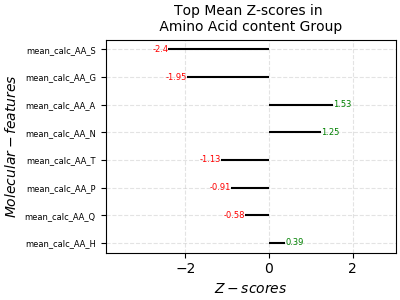 Top Mean Z-scores in
Amino Acid content Group
Molecular − features
mean_calc_AA_S
-2.4
mean_calc_AA_G
-1.95
mean_calc_AA_A
1.53
mean_calc_AA_N
1.25
mean_calc_AA_T
-1.13
mean_calc_AA_P
-0.91
mean_calc_AA_Q
-0.58
mean_calc_AA_H
0.39
−2 0 2
Z − scores